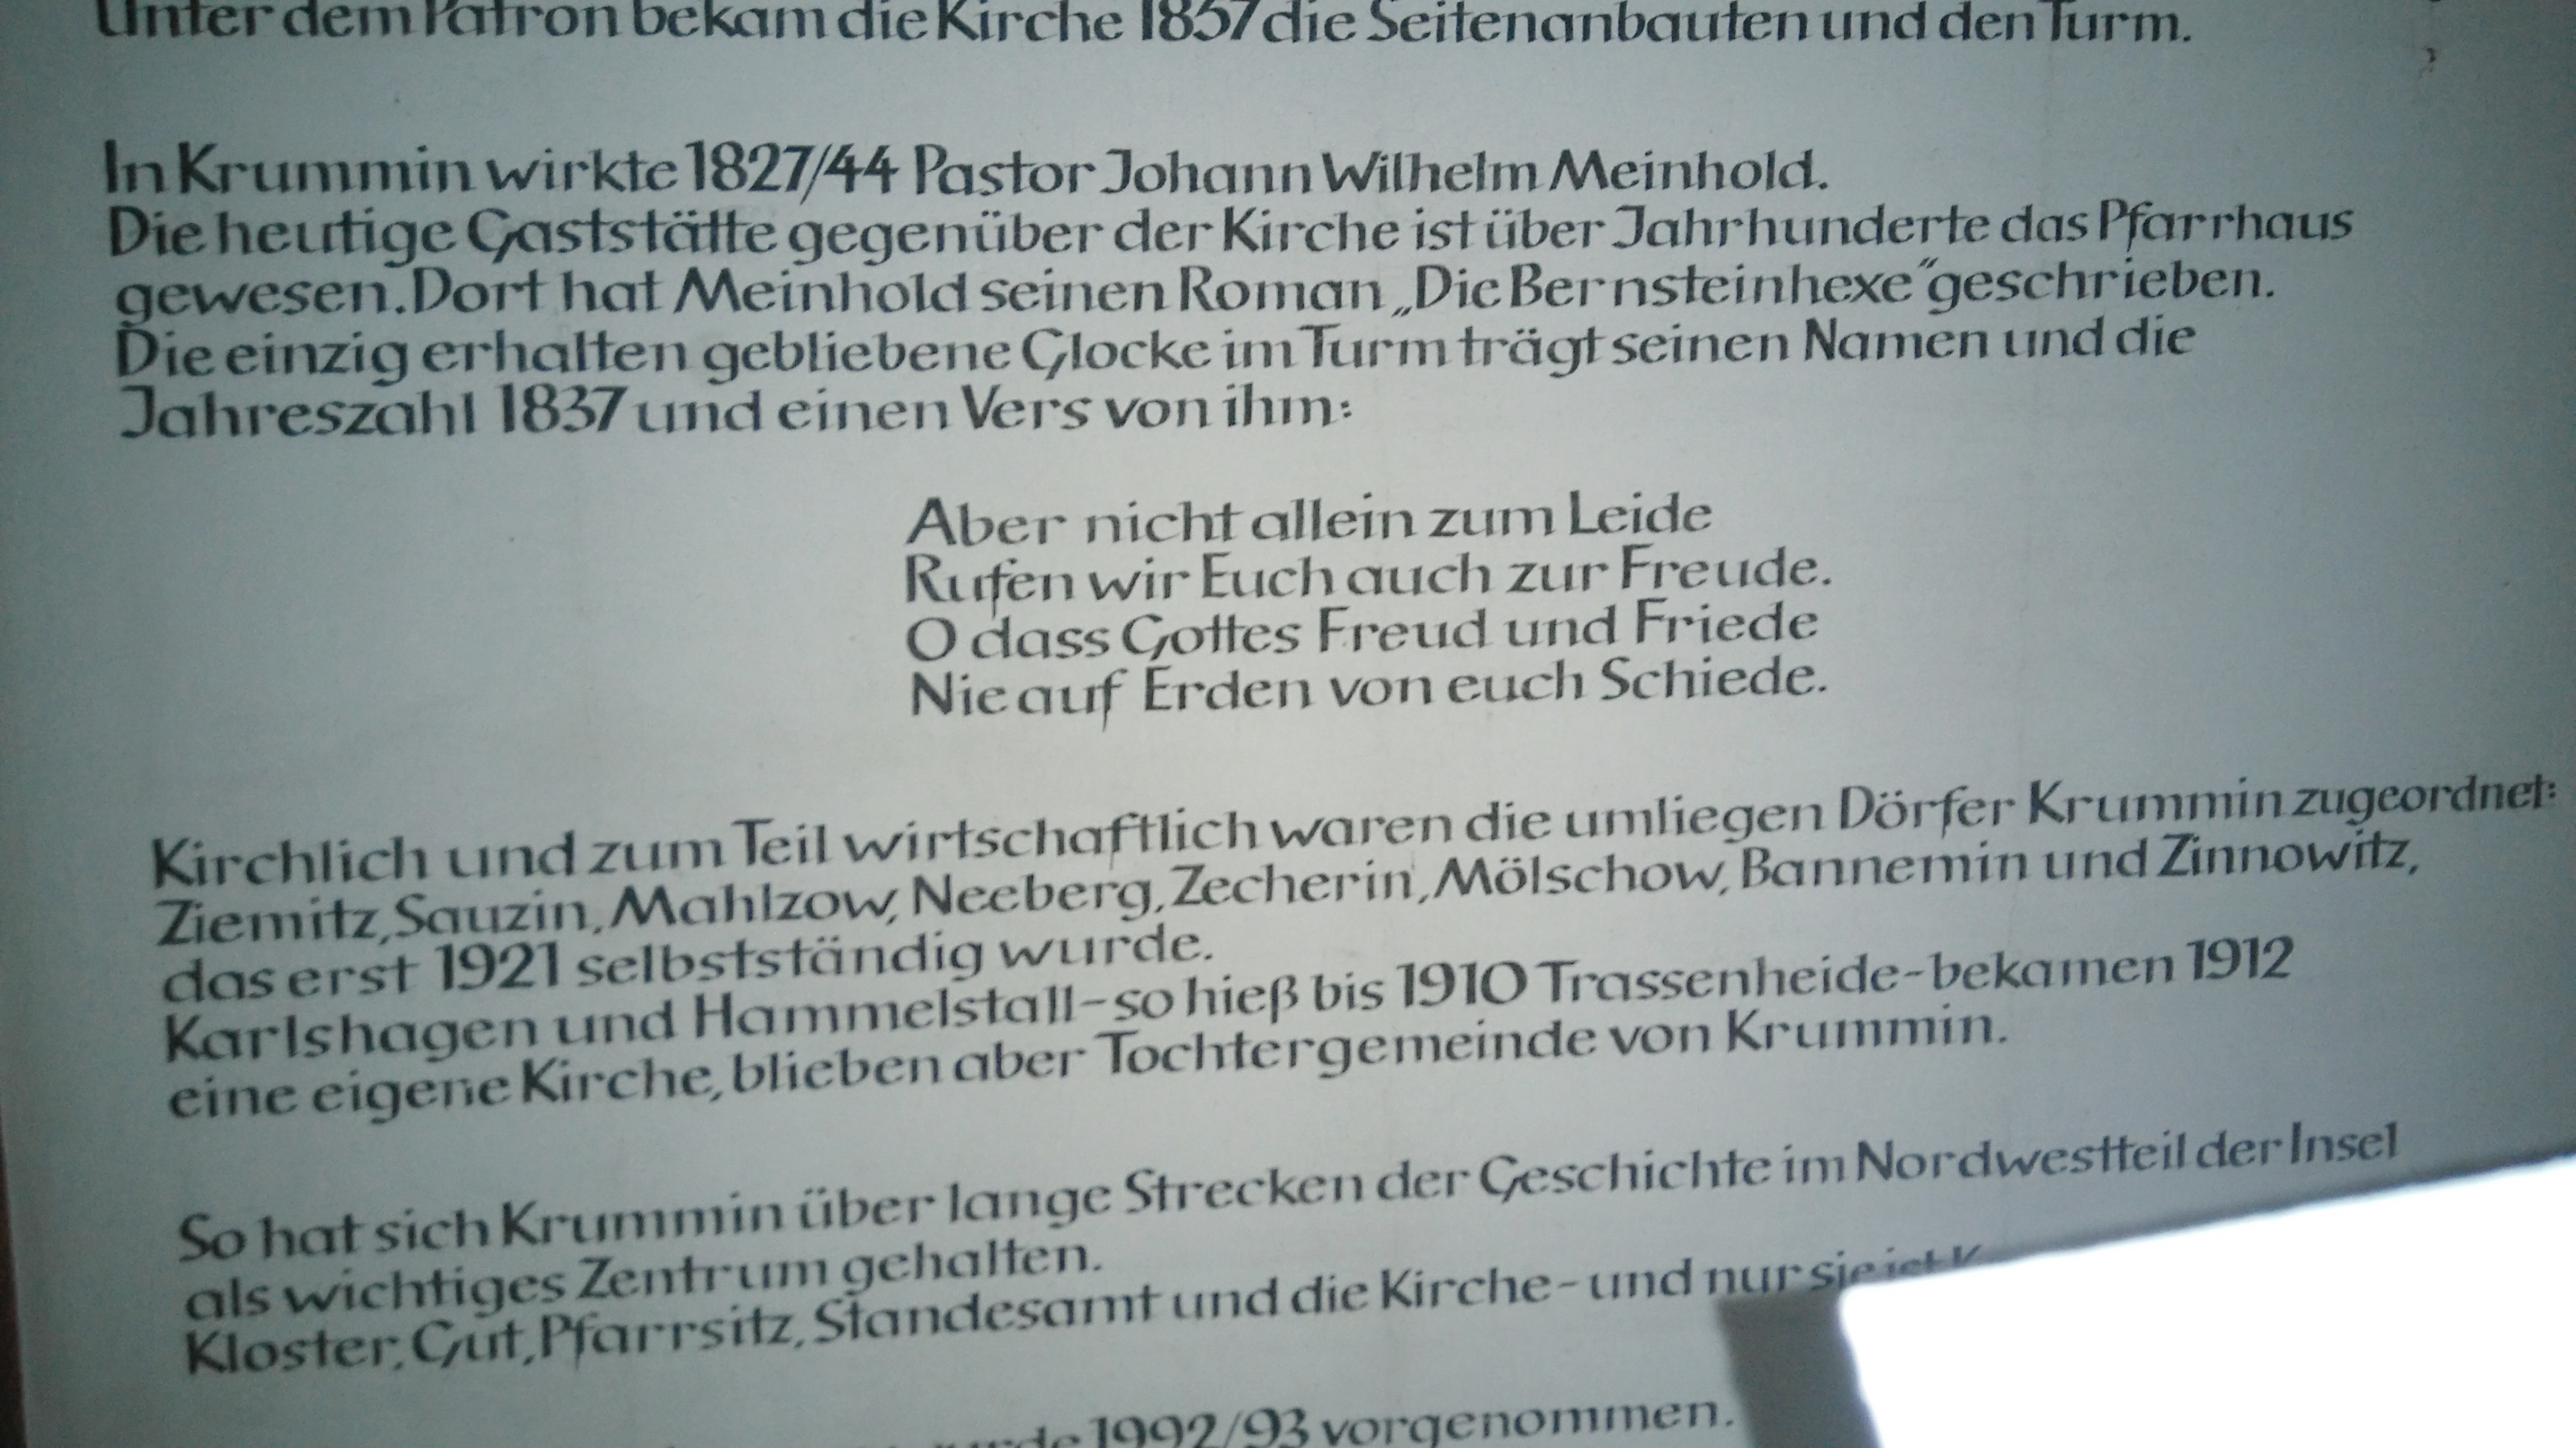 Unter dem Patron bekam die Kirche 1857 die Seitenanbauten und den Turm.
In Krummin wirkte 1827/44 Pastor Johann Wilhelm Meinhold.
Die heutige Gaststätte gegenüber der Kirche ist über Jahrhunderte das Pfarrhaus
gewesen. Dort hat Meinhold seinen Roman „Die Bernsteinhexe" geschrieben.
Die einzig erhalten gebliebene Glocke im Turm trägt seinen Namen und die
Jahreszahl 1837 und einen Vers von ihm:
Aber nicht allein zum Leide
Rufen wir Euch auch zur Freude.
O dass Gottes Freud und Friede
Nie auf Erden von euch Schiede.
Kirchlich und zum Teil wirtschaftlich waren die umliegen Dörfer Krummin zugeordnet:
Ziemitz, Sauzin, Mahlzow, Neeberg, Zecherin, Mölschow, Bannemin und Zinnowitz,
das erst 1921 selbstständig wurde.
Karlshagen und Hammelstall-so hieß bis 1910 Trassenheide-bekamen 1912
eine eigene Kirche, blieben aber Tochtergemeinde von Krummin.
So hat sich Krummin über lange Strecken der Geschichte im Nordwestteil der Insel
als wichtiges Zentrum gehalten.
Kloster, Gut, Pfarrsitz, Standesamt und die Kirche-und nur sie ist
1992/93 vorgenommen.